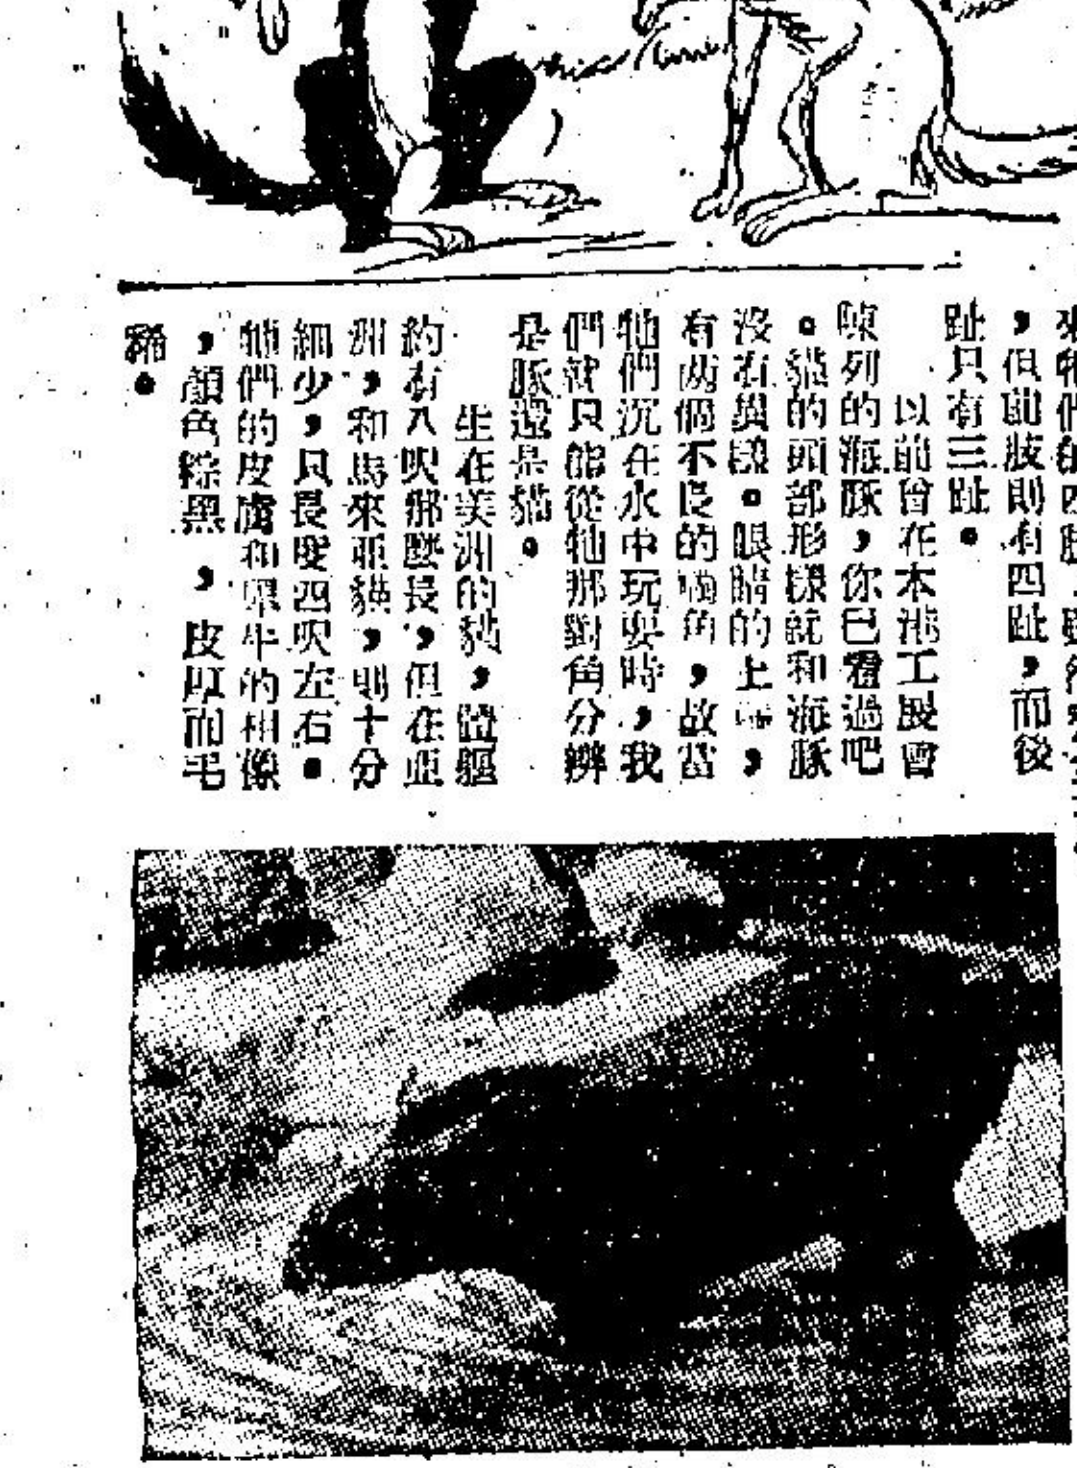 ，但前肢則有四趾，而後
趾只有三趾。
以前曾在本港工展會
陳列的海豚，你已看過吧
。貘的頭部形樣就和海豚
沒有異樣。眼睛的上，
有兩個不長的角，故當
牠們沉在水中玩耍時，我
們就只能從牠那對角分辨
是豚還是貘。
生在美洲的貘，體軀
約有八呎那麼長，但在亞
洲，和馬來亞貘，則十分
細少，只長度四呎左右。
牠們的皮膚和犀牛的相像
，顏色綜黑，皮厚而毛
稀。